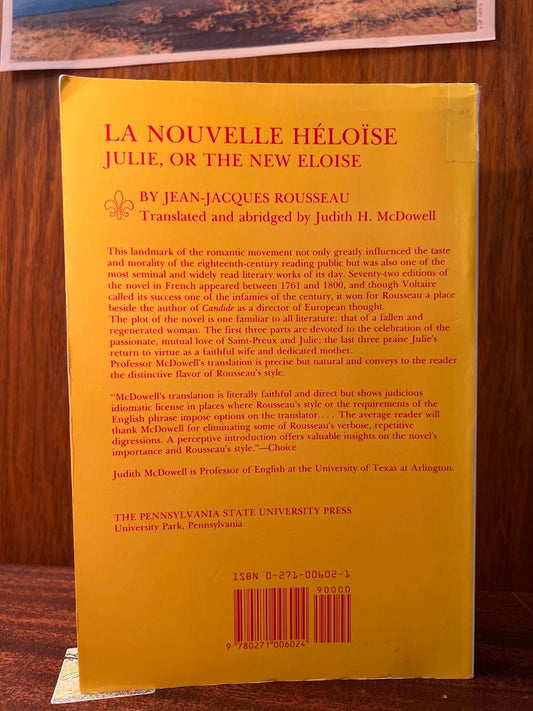 LA NOUVELLE HÉLOÏSE
JULIE, OR THE NEW ELOISE
BY JEAN-JACQUES ROUSSEAU
Translated and abridged by Judith H. McDowell
This landmark of the romantic movement not only greatly influenced the taste
and morality of the eighteenth-century reading public but was also one of the
most seminal and widely read literary works of its day. Seventy-two editions of
the novel in French appeared between 1761 and 1800, and though Voltaire
called its success one of the infamies of the century, it won for Rousseau a place
beside the author of Candide as a director of European thought.
The plot of the novel is one familiar to all literature: that of a fallen and
regenerated woman. The first three parts are devoted to the celebration of the
passionate, mutual love of Saint-Preux and Julie; the last three praise Julie's
return to virtue as a faithful wife and dedicated mother.
Professor McDowell's translation is precise but natural and conveys to the reader
the distinctive flavor of Rousseau's style.
"McDowell's translation is literally faithful and direct but shows judicious
idiomatic license in places where Rousseau's style or the requirements of the
English phrase impose options on the translator. . . . The average reader will
thank McDowell for eliminating some of Rousseau's verbose, repetitive
digressions. A perceptive introduction offers valuable insights on the novel's
importance and Rousseau's style."—Choice
Judith McDowell is Professor of English at the University of Texas at Arlington.
THE PENNSYLVANIA STATE UNIVERSITY PRESS
University Park, Pennsylvania
ISBN 0-271-00602-1
90000
9 780271 006024